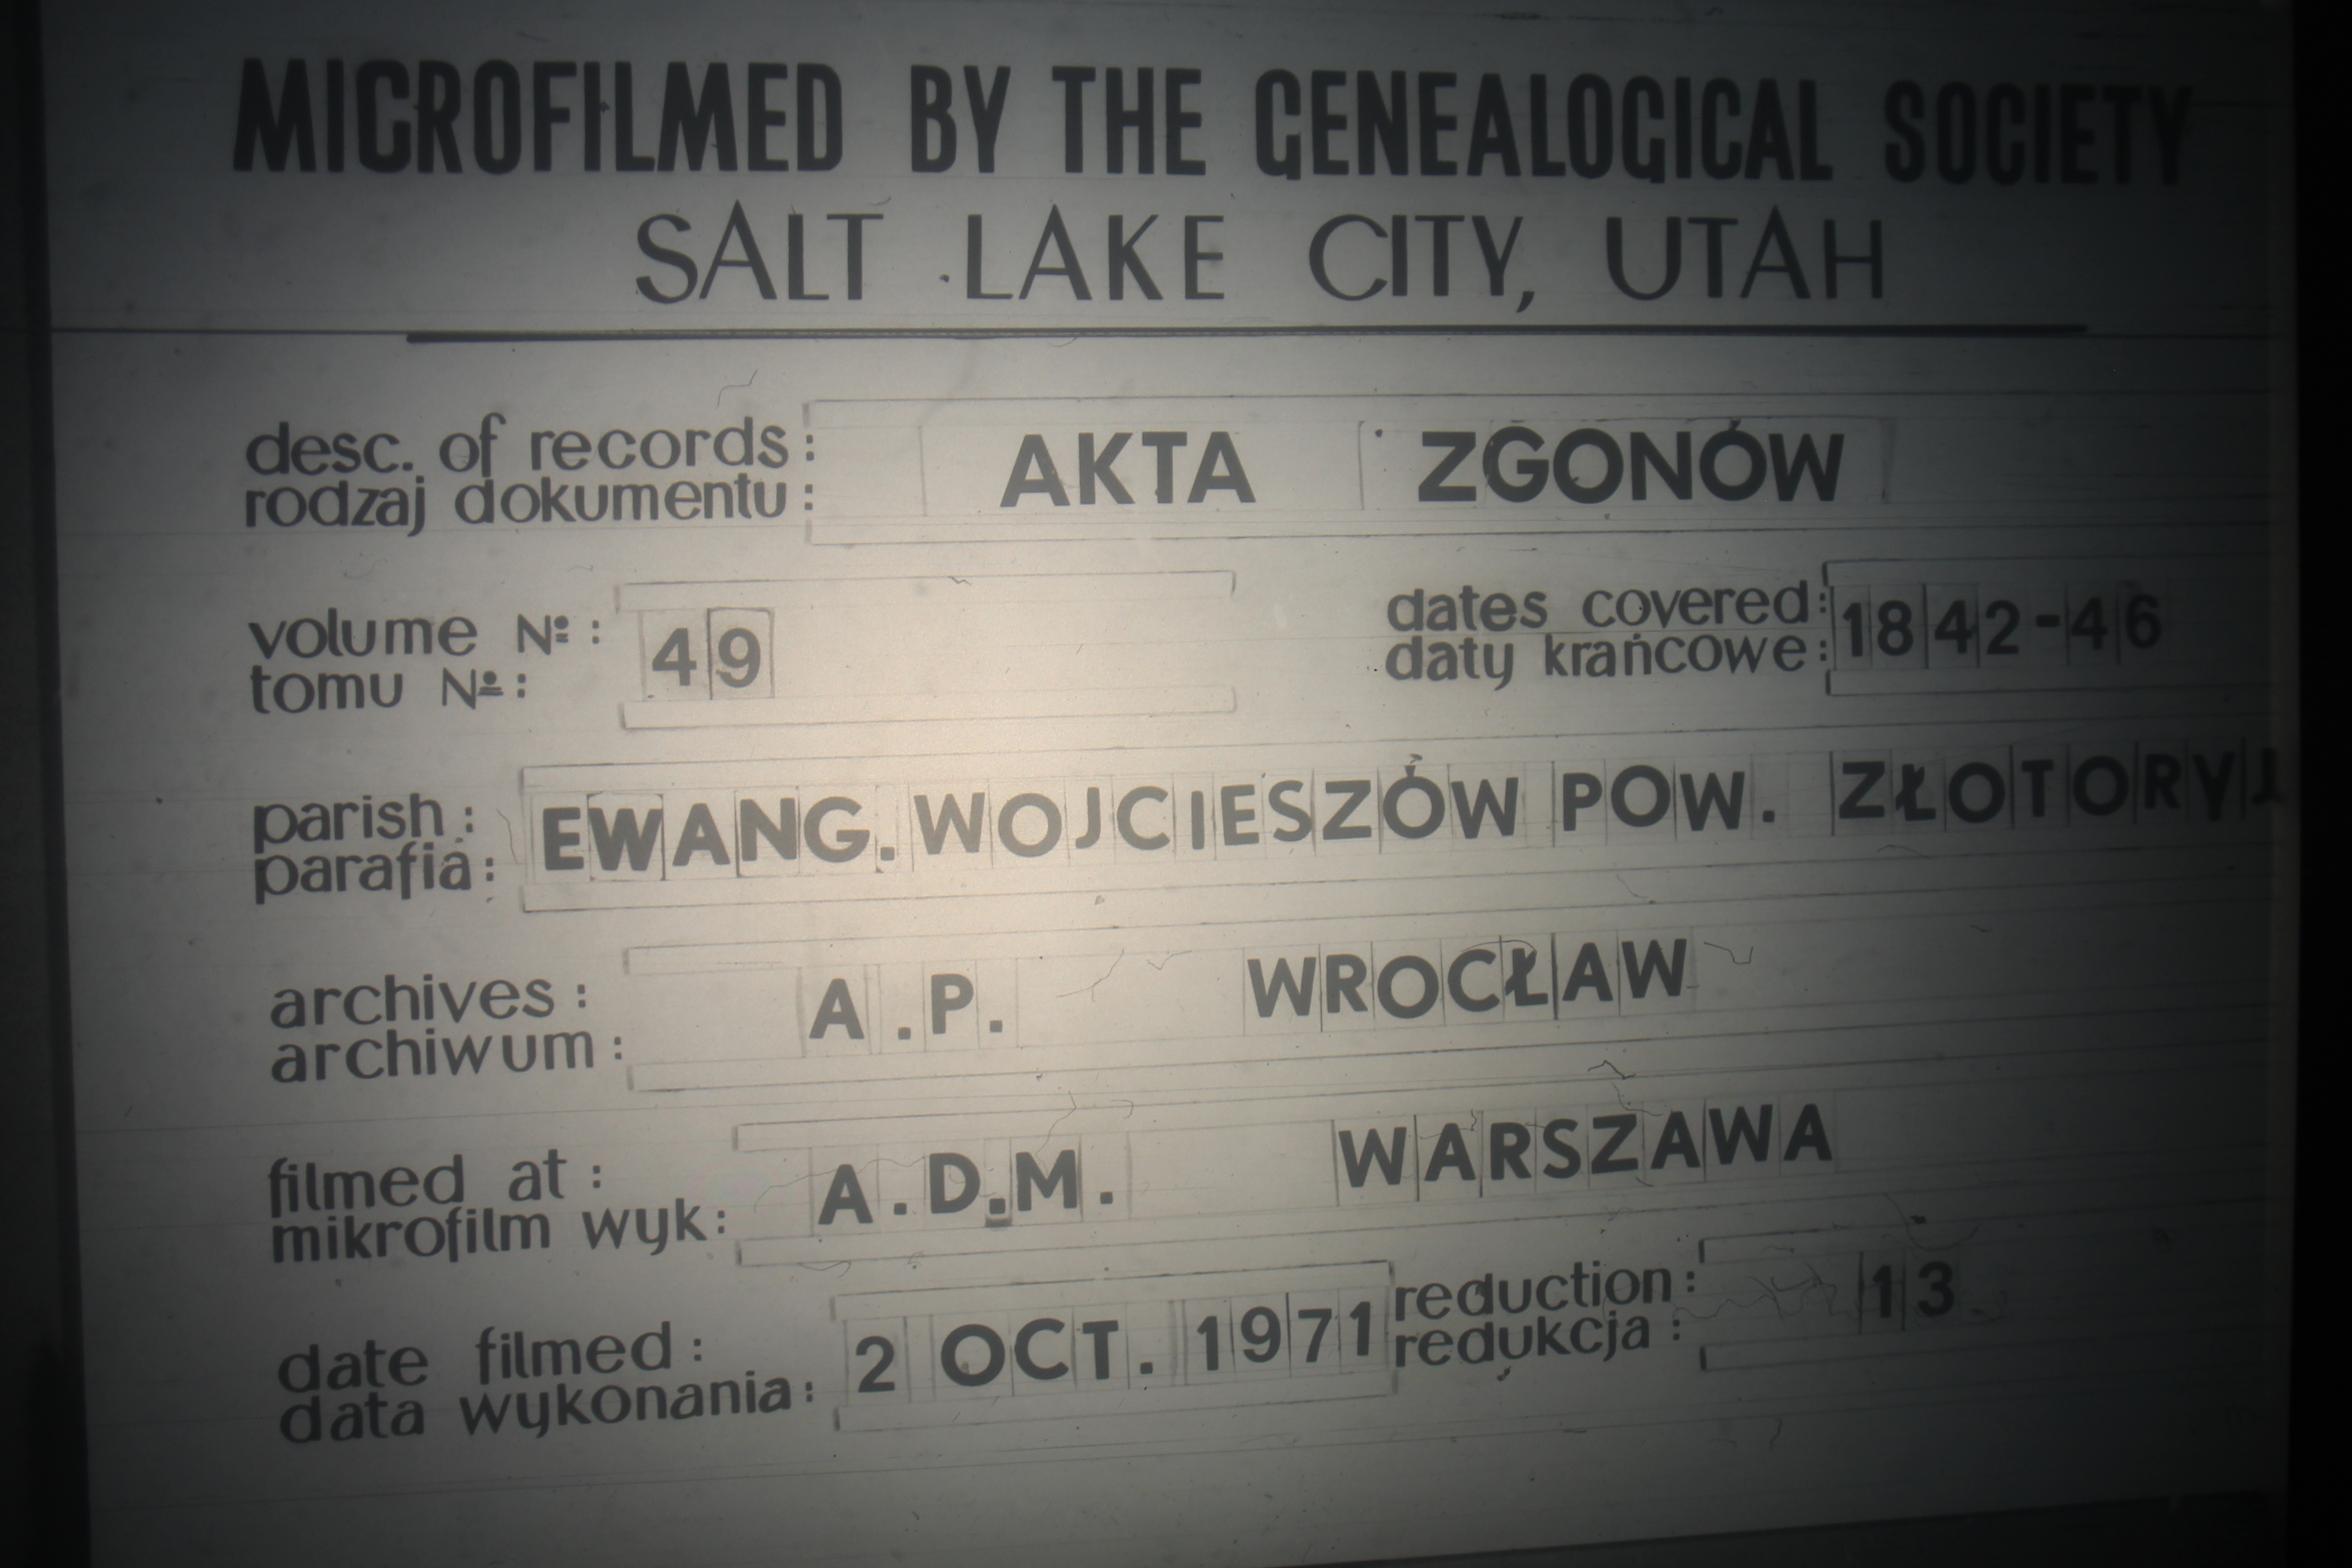 MICROFILMED BY THE GENEALOGICAL SOCIETY
SALT LAKE CITY, UTAH
desc. of records: AKTA ZGONÓW
rodzaj dokumentu:
volume No: 49
tomu No:
dates covered: 1842-46
daty krańcowe:
parish: EWANG. WOJCIESZÓW POW. ZŁOTORYJ
parafia:
archives: A.P. WROCŁAW
archiwum:
filmed at: A.D.M. WARSZAWA
mikrofilm wyk:
date filmed: 2 OCT. 1971
data wykonania:
reduction: 13
redukcja: